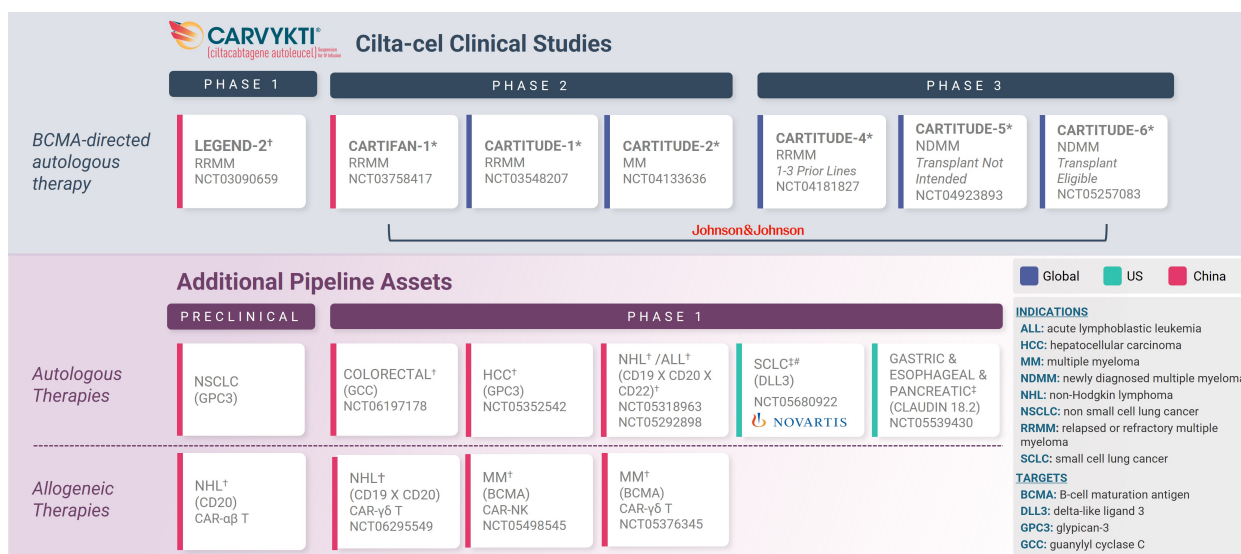 CARVYKTI®
(ciltacabtagene autoleucel) Suspension for IV infusion
Cilta-cel Clinical Studies
PHASE 1
PHASE 2
PHASE 3
BCMA-directed
autologous
therapy
LEGEND-2†
RRMM
NCT03090659
CARTIFAN-1*
RRMM
NCT03758417
CARTITUDE-1*
RRMM
NCT03548207
CARTITUDE-2*
MM
NCT04133636
CARTITUDE-4*
RRMM
1-3 Prior Lines
NCT04181827
CARTITUDE-5*
NDMM
Transplant Not
Intended
NCT04923893
CARTITUDE-6*
NDMM
Transplant
Eligible
NCT05257083
Johnson&Johnson
Additional Pipeline Assets
PRECLINICAL
PHASE 1
Autologous
Therapies
NSCLC
(GPC3)
COLORECTAL†
(GCC)
NCT06197178
HCC†
(GPC3)
NCT05352542
NHL† /ALL†
(CD19 X CD20 X
CD22)†
NCT05318963
NCT05292898
SCLC‡#
(DLL3)
NCT05680922
NOVARTIS
GASTRIC &
ESOPHAGEAL &
PANCREATIC‡
(CLAUDIN 18.2)
NCT05539430
Allogeneic
Therapies
NHL†
(CD20)
CAR-αβ T
NHL†
(CD19 X CD20)
CAR-γδ T
NCT06295549
MM†
(BCMA)
CAR-NK
NCT05498545
MM†
(BCMA)
CAR-γδ T
NCT05376345
Global
US
China
INDICATIONS
ALL: acute lymphoblastic leukemia
HCC: hepatocellular carcinoma
MM: multiple myeloma
NDMM: newly diagnosed multiple myeloma
NHL: non-Hodgkin lymphoma
NSCLC: non small cell lung cancer
RRMM: relapsed or refractory multiple
myeloma
SCLC: small cell lung cancer
TARGETS
BCMA: B-cell maturation antigen
DLL3: delta-like ligand 3
GPC3: glypican-3
GCC: guanylyl cyclase C